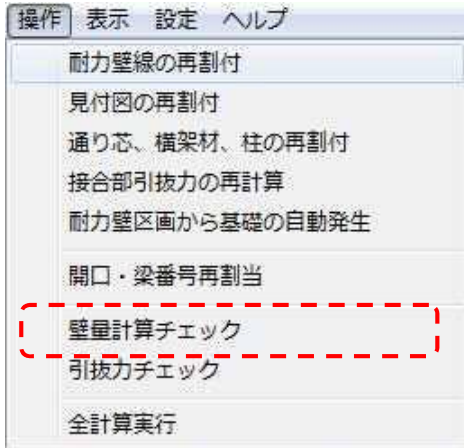 操作 表示 設定 ヘルプ
耐力壁線の再割付
見付図の再割付
通り芯、横架材、柱の再割付
接合部引抜力の再計算
耐力壁区画から基礎の自動発生
開口・梁番号再割当
壁量計算チェック
引抜力チェック
全計算実行